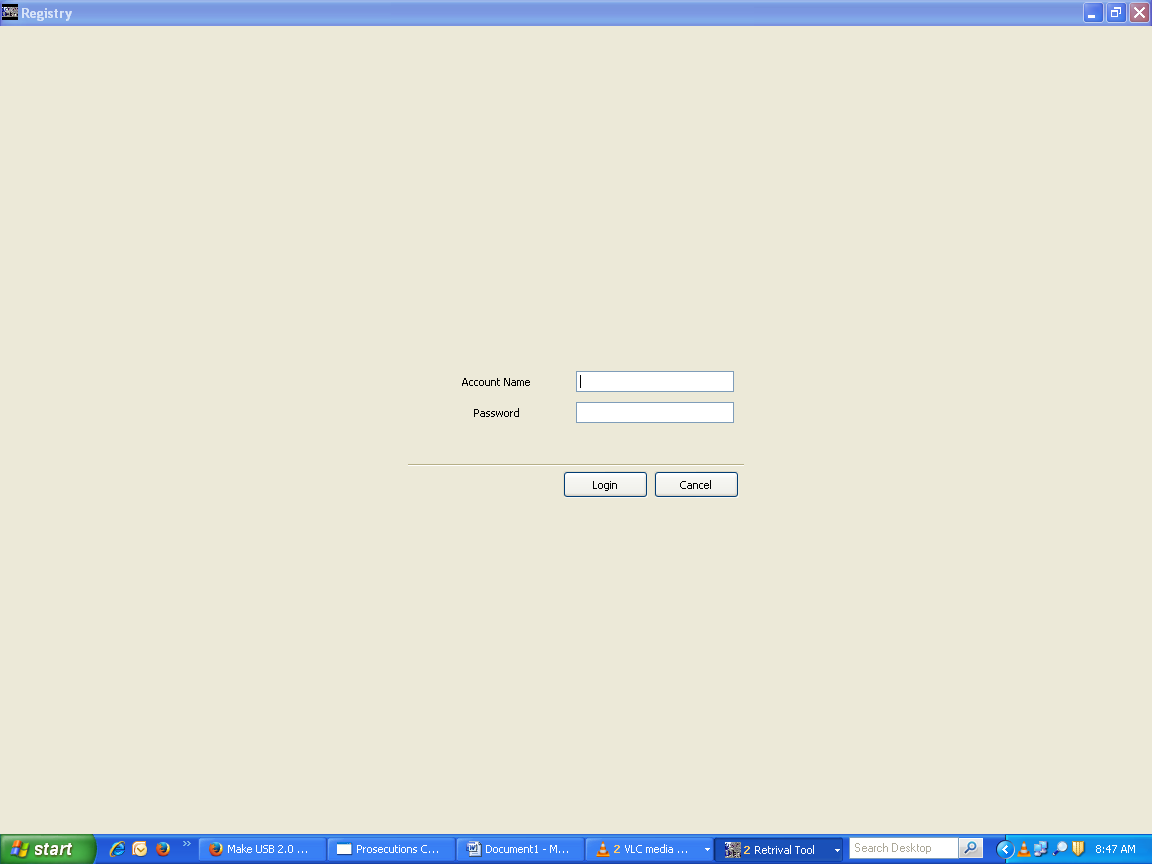 Registry
Account Name
Password
Login
Cancel
start
Make USB 2.0 ...
Prosecutions C...
Document1 - M...
2 VLC media ...
2 Retrival Tool
Search Desktop
8:47 AM